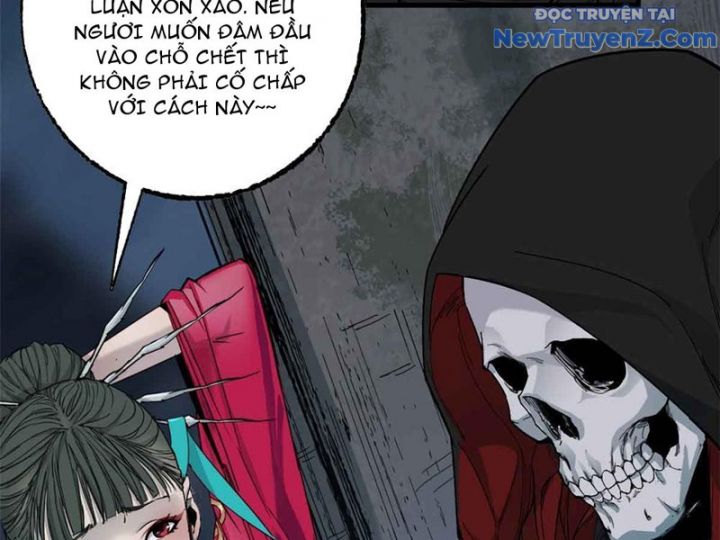 LUẬN XÔN XAO. NẾU
NGƯƠI MUỐN ĐÂM ĐẦU
VÀO CHỖ CHẾT THÌ
KHÔNG PHẢI CỐ CHẤP
VỚI CÁCH NÀY~~
ĐỌC TRUYỆN TẠI
NewTruyenZ.Com